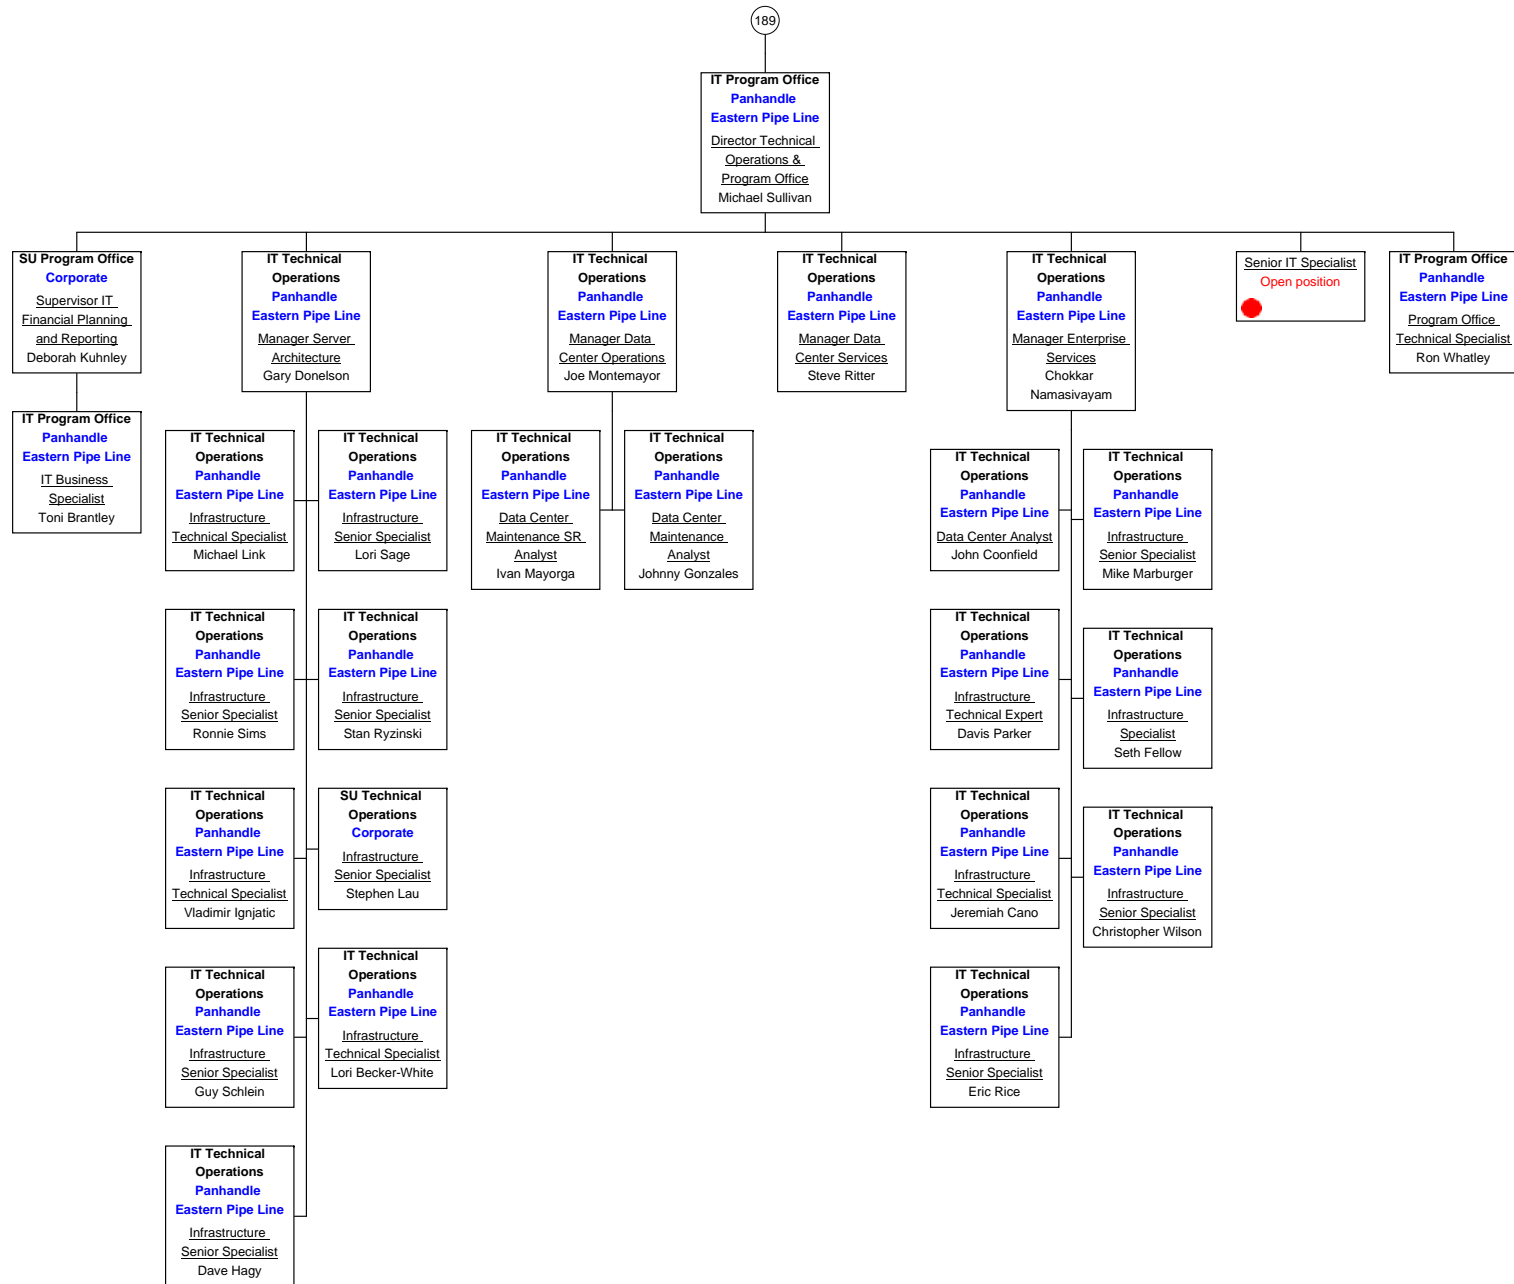 189
IT Program Office
Panhandle
Eastern Pipe Line
Director Technical
Operations &
Program Office
Michael Sullivan
SU Program Office
Corporate
Supervisor IT
Financial Planning
and Reporting
Deborah Kuhnley
IT Program Office
Panhandle
Eastern Pipe Line
IT Business
Specialist
Toni Brantley
IT Technical
Operations
Panhandle
Eastern Pipe Line
Manager Server
Architecture
Gary Donelson
IT Technical
Operations
Panhandle
Eastern Pipe Line
Infrastructure
Technical Specialist
Michael Link
IT Technical
Operations
Panhandle
Eastern Pipe Line
Infrastructure
Senior Specialist
Lori Sage
IT Technical
Operations
Panhandle
Eastern Pipe Line
Infrastructure
Senior Specialist
Ronnie Sims
IT Technical
Operations
Panhandle
Eastern Pipe Line
Infrastructure
Senior Specialist
Stan Ryzinski
IT Technical
Operations
Panhandle
Eastern Pipe Line
Infrastructure
Technical Specialist
Vladimir Ignjatic
SU Technical
Operations
Corporate
Infrastructure
Senior Specialist
Stephen Lau
IT Technical
Operations
Panhandle
Eastern Pipe Line
Infrastructure
Senior Specialist
Guy Schlein
IT Technical
Operations
Panhandle
Eastern Pipe Line
Infrastructure
Technical Specialist
Lori Becker-White
IT Technical
Operations
Panhandle
Eastern Pipe Line
Infrastructure
Senior Specialist
Dave Hagy
IT Technical
Operations
Panhandle
Eastern Pipe Line
Manager Data
Center Operations
Joe Montemayor
IT Technical
Operations
Panhandle
Eastern Pipe Line
Data Center
Maintenance SR
Analyst
Ivan Mayorga
IT Technical
Operations
Panhandle
Eastern Pipe Line
Data Center
Maintenance
Analyst
Johnny Gonzales
IT Technical
Operations
Panhandle
Eastern Pipe Line
Manager Data
Center Services
Steve Ritter
IT Technical
Operations
Panhandle
Eastern Pipe Line
Manager Enterprise
Services
Chokkar
Namasivayam
IT Technical
Operations
Panhandle
Eastern Pipe Line
Data Center Analyst
John Coonfield
IT Technical
Operations
Panhandle
Eastern Pipe Line
Infrastructure
Senior Specialist
Mike Marburger
IT Technical
Operations
Panhandle
Eastern Pipe Line
Infrastructure
Technical Expert
Davis Parker
IT Technical
Operations
Panhandle
Eastern Pipe Line
Infrastructure
Specialist
Seth Fellow
IT Technical
Operations
Panhandle
Eastern Pipe Line
Infrastructure
Technical Specialist
Jeremiah Cano
IT Technical
Operations
Panhandle
Eastern Pipe Line
Infrastructure
Senior Specialist
Christopher Wilson
IT Technical
Operations
Panhandle
Eastern Pipe Line
Infrastructure
Senior Specialist
Eric Rice
Senior IT Specialist
Open position
IT Program Office
Panhandle
Eastern Pipe Line
Program Office
Technical Specialist
Ron Whatley